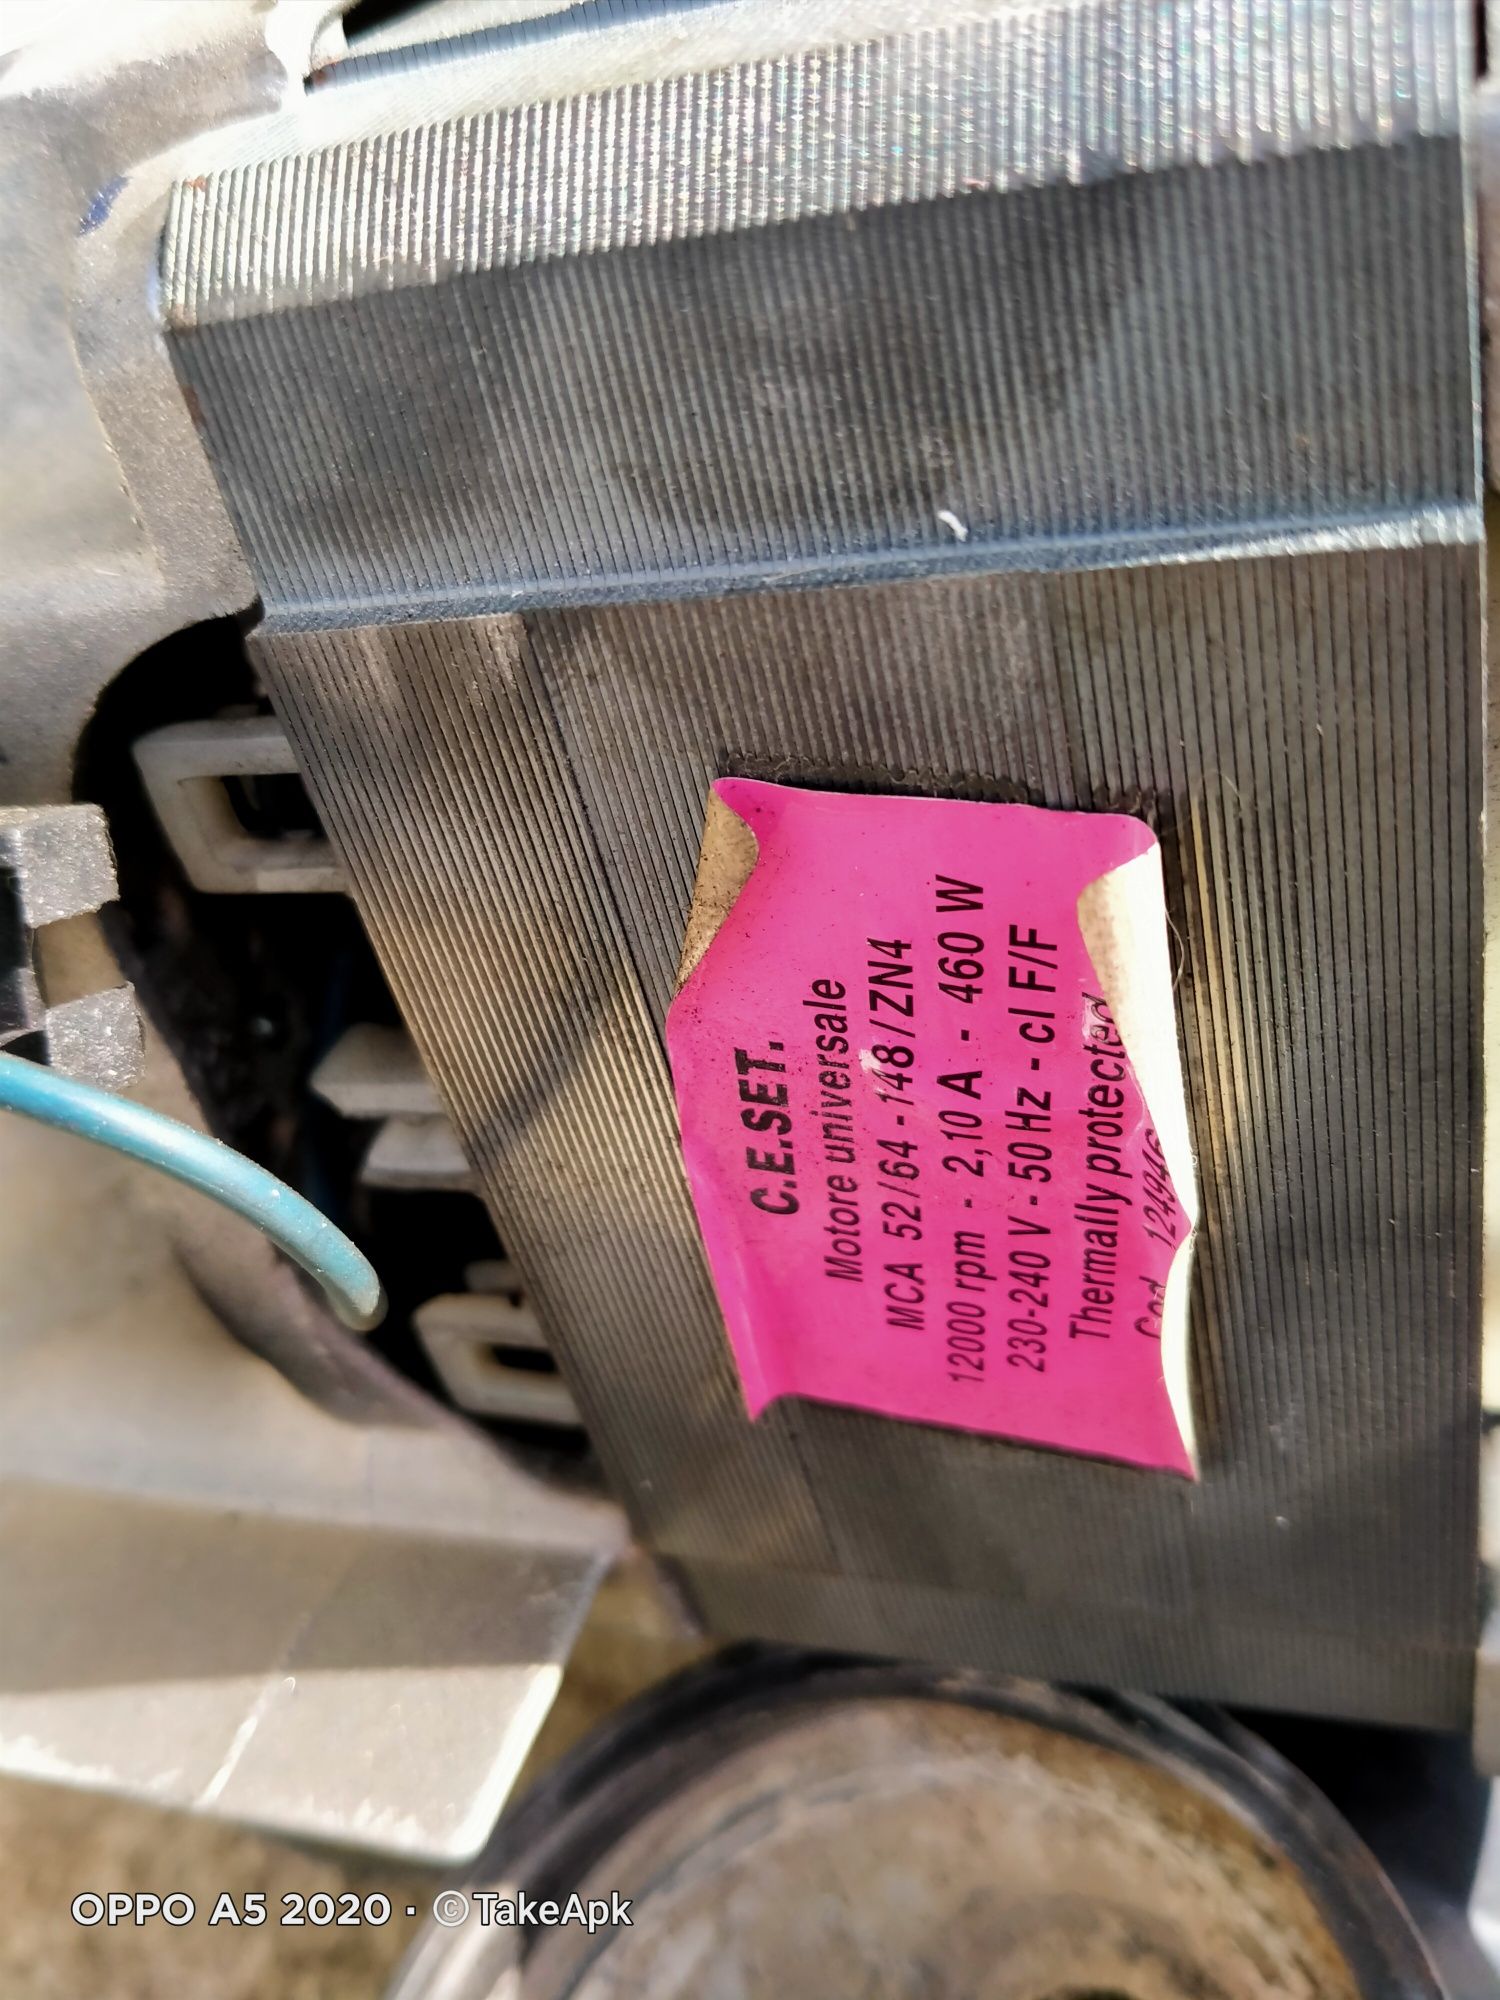 C.E.SET.
Motore universale
MCA 52/64 - 148/ZN4
12000 rpm - 2,10 A - 460 W
230-240 V - 50 Hz - cl F/F
Thermally protected
OPPO A5 2020 · ©TakeApk